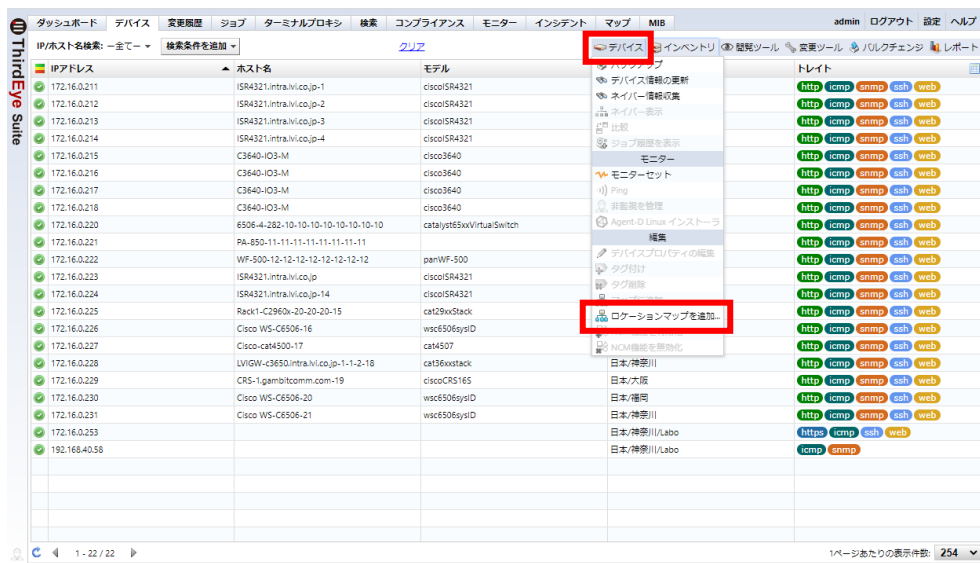 ダッシュボード デバイス 変更履歴 ジョブ ターミナルプロキシ 検索 コンプライアンス モニター インシデント マップ MIB admin ログアウト 設定 ヘルプ
ThirdEye Suite
IP/ホスト名検索: –全て– 検索条件を追加 クリア デバイス インベントリ 閲覧ツール 変更ツール バルクチェンジ レポート
IPアドレス ホスト名 モデル トレイト
バックアップ
デバイス情報の更新
ネイバー情報収集
ネイバー表示
比較
ジョブ履歴を表示
モニター
モニターセット
Ping
非監視を管理
Agent-D Linux インストーラ
編集
デバイスプロパティの編集
タグ付け
タグ削除
ロケーションマップを追加...
NCM機能を無効化
172.16.0.211 ISR4321.intra.lvi.co.jp-1 ciscoISR4321 http icmp snmp ssh web
172.16.0.212 ISR4321.intra.lvi.co.jp-2 ciscoISR4321 http icmp snmp ssh web
172.16.0.213 ISR4321.intra.lvi.co.jp-3 ciscoISR4321 http icmp snmp ssh web
172.16.0.214 ISR4321.intra.lvi.co.jp-4 ciscoISR4321 http icmp snmp ssh web
172.16.0.215 C3640-IO3-M cisco3640 http icmp snmp ssh web
172.16.0.216 C3640-IO3-M cisco3640 http icmp snmp ssh web
172.16.0.217 C3640-IO3-M cisco3640 http icmp snmp ssh web
172.16.0.218 C3640-IO3-M cisco3640 http icmp snmp ssh web
172.16.0.220 6506-4-282-10-10-10-10-10-10-10-10 catalyst65xxVirtualSwitch http icmp snmp ssh web
172.16.0.221 PA-850-11-11-11-11-11-11-11-11 http icmp snmp ssh web
172.16.0.222 WF-500-12-12-12-12-12-12-12-12 panWF-500 http icmp snmp ssh web
172.16.0.223 ISR4321.intra.lvi.co.jp ciscoISR4321 http icmp snmp ssh web
172.16.0.224 ISR4321.intra.lvi.co.jp-14 ciscoISR4321 http icmp snmp ssh web
172.16.0.225 Rack1-C2960x-20-20-20-15 cat29xxStack http icmp snmp ssh web
172.16.0.226 Cisco WS-C6506-16 wsc6506sysID http icmp snmp ssh web
172.16.0.227 Cisco-cat4500-17 cat4507 http icmp snmp ssh web
172.16.0.228 LVIGW-c3650.intra.lvi.co.jp-1-1-2-18 cat36xxstack 日本/神奈川 http icmp snmp ssh web
172.16.0.229 CRS-1.gambitcomm.com-19 ciscoCRS16S 日本/大阪 http icmp snmp ssh web
172.16.0.230 Cisco WS-C6506-20 wsc6506sysID 日本/福岡 http icmp snmp ssh web
172.16.0.231 Cisco WS-C6506-21 wsc6506sysID 日本/神奈川 http icmp snmp ssh web
172.16.0.253 日本/神奈川/Labo https icmp ssh web
192.168.40.58 日本/神奈川/Labo icmp snmp
1 - 22 / 22 1ページあたりの表示件数: 254